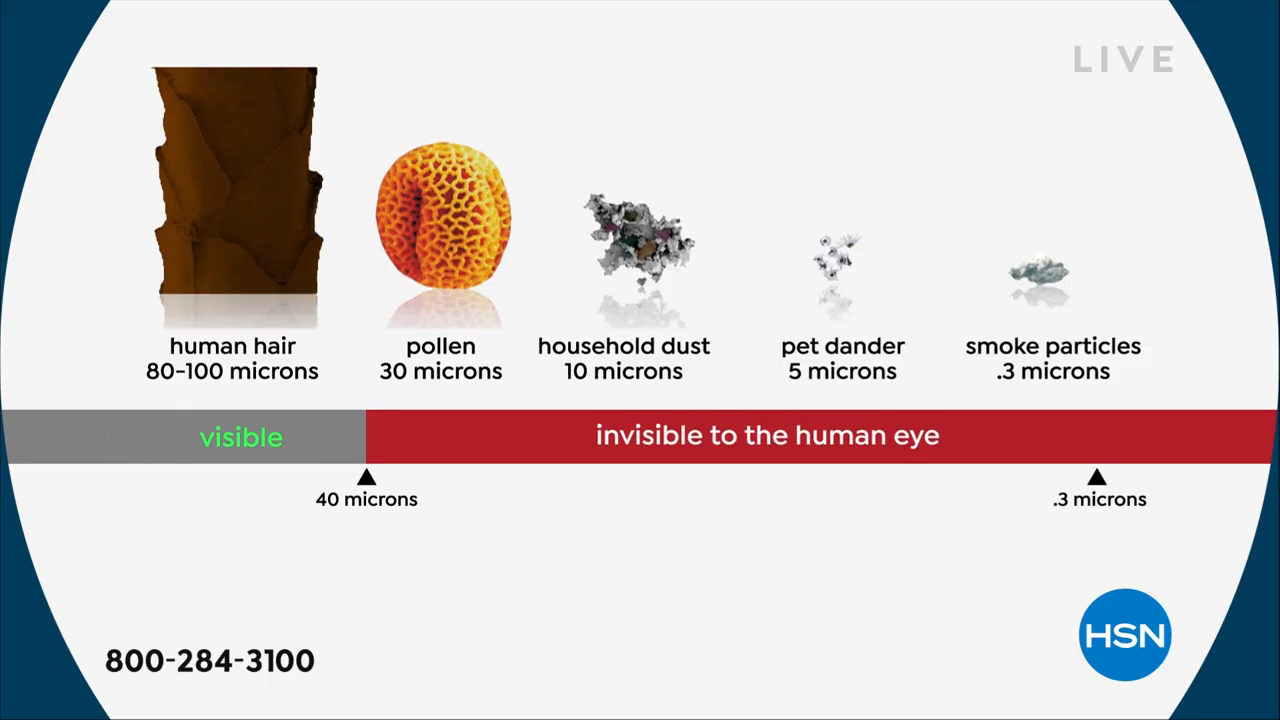 LIVE
human hair
80-100 microns
pollen
30 microns
household dust
10 microns
pet dander
5 microns
smoke particles
.3 microns
visible
invisible to the human eye
40 microns
.3 microns
800-284-3100
HSN